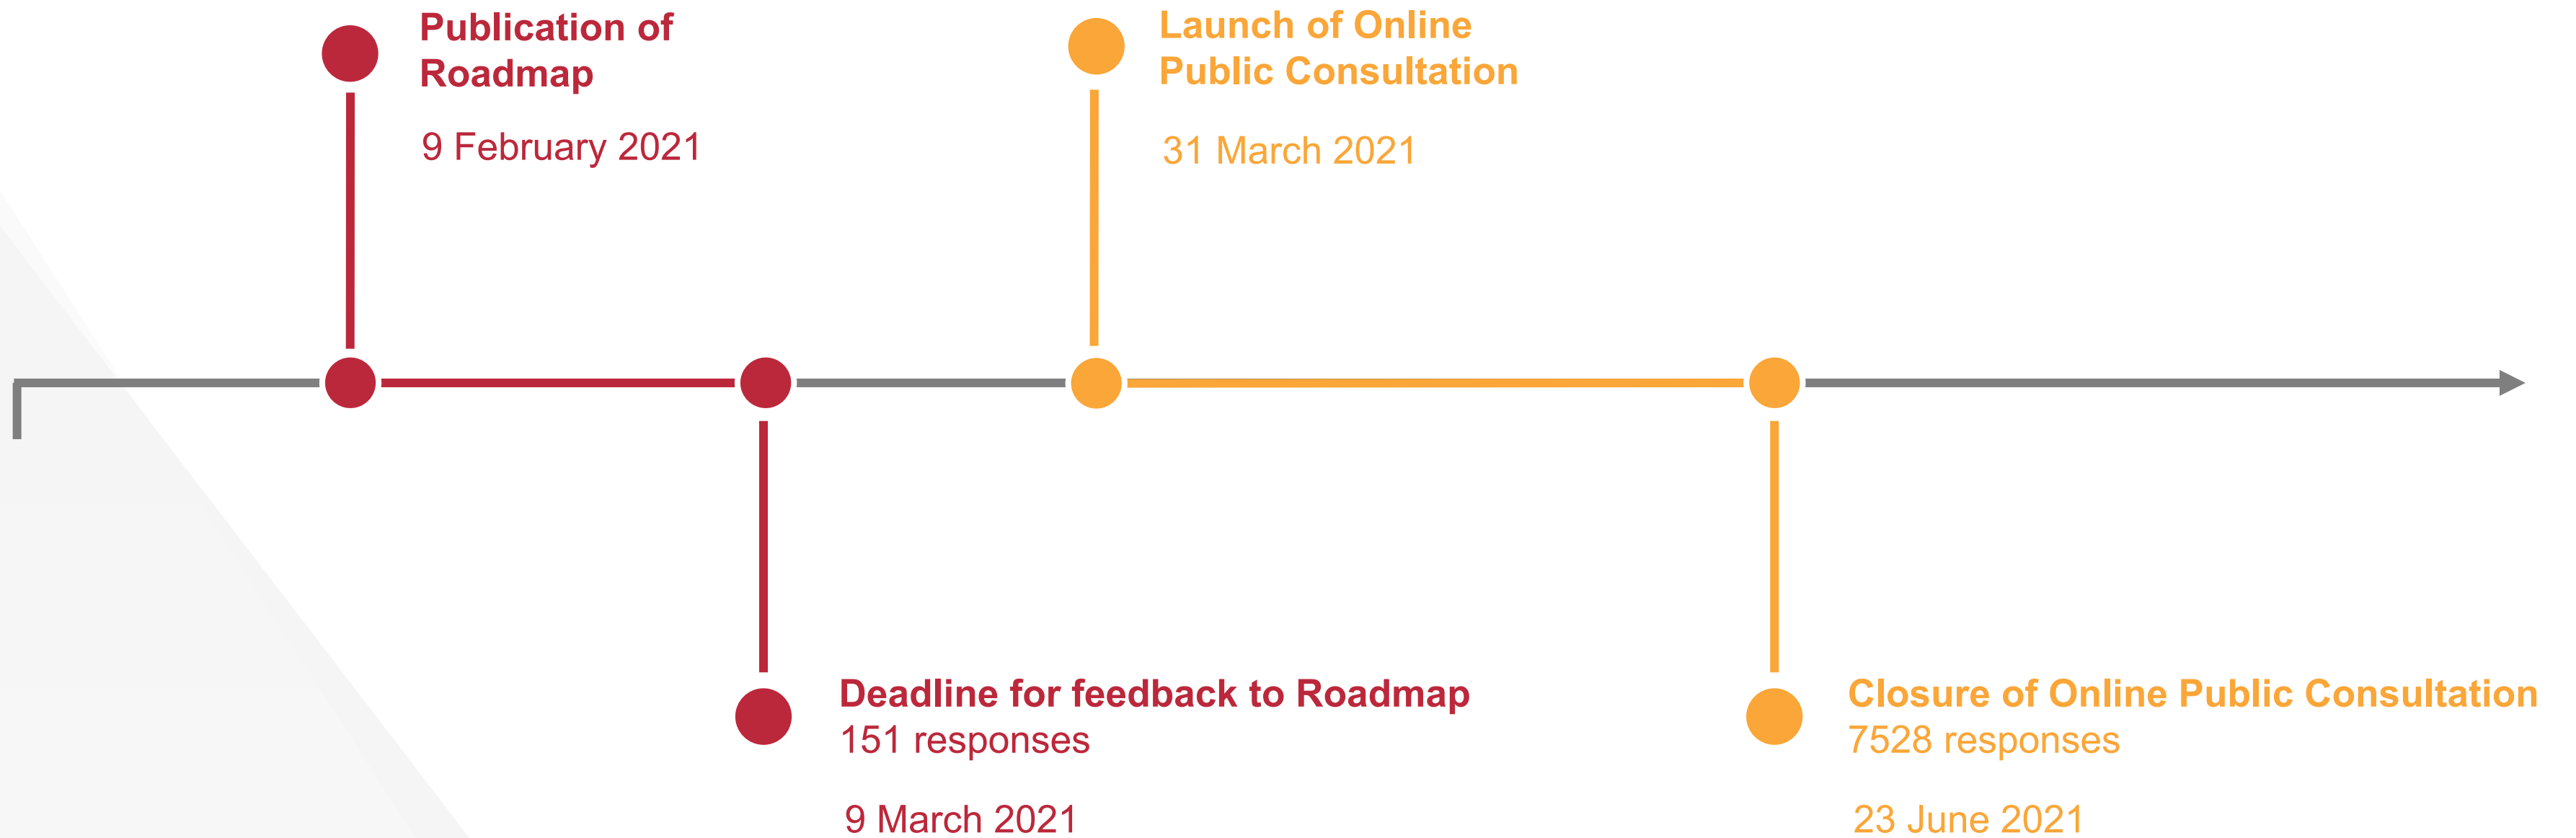 Publication of
Roadmap
9 February 2021
Launch of Online
Public Consultation
31 March 2021
Deadline for feedback to Roadmap
151 responses
9 March 2021
Closure of Online Public Consultation
7528 responses
23 June 2021